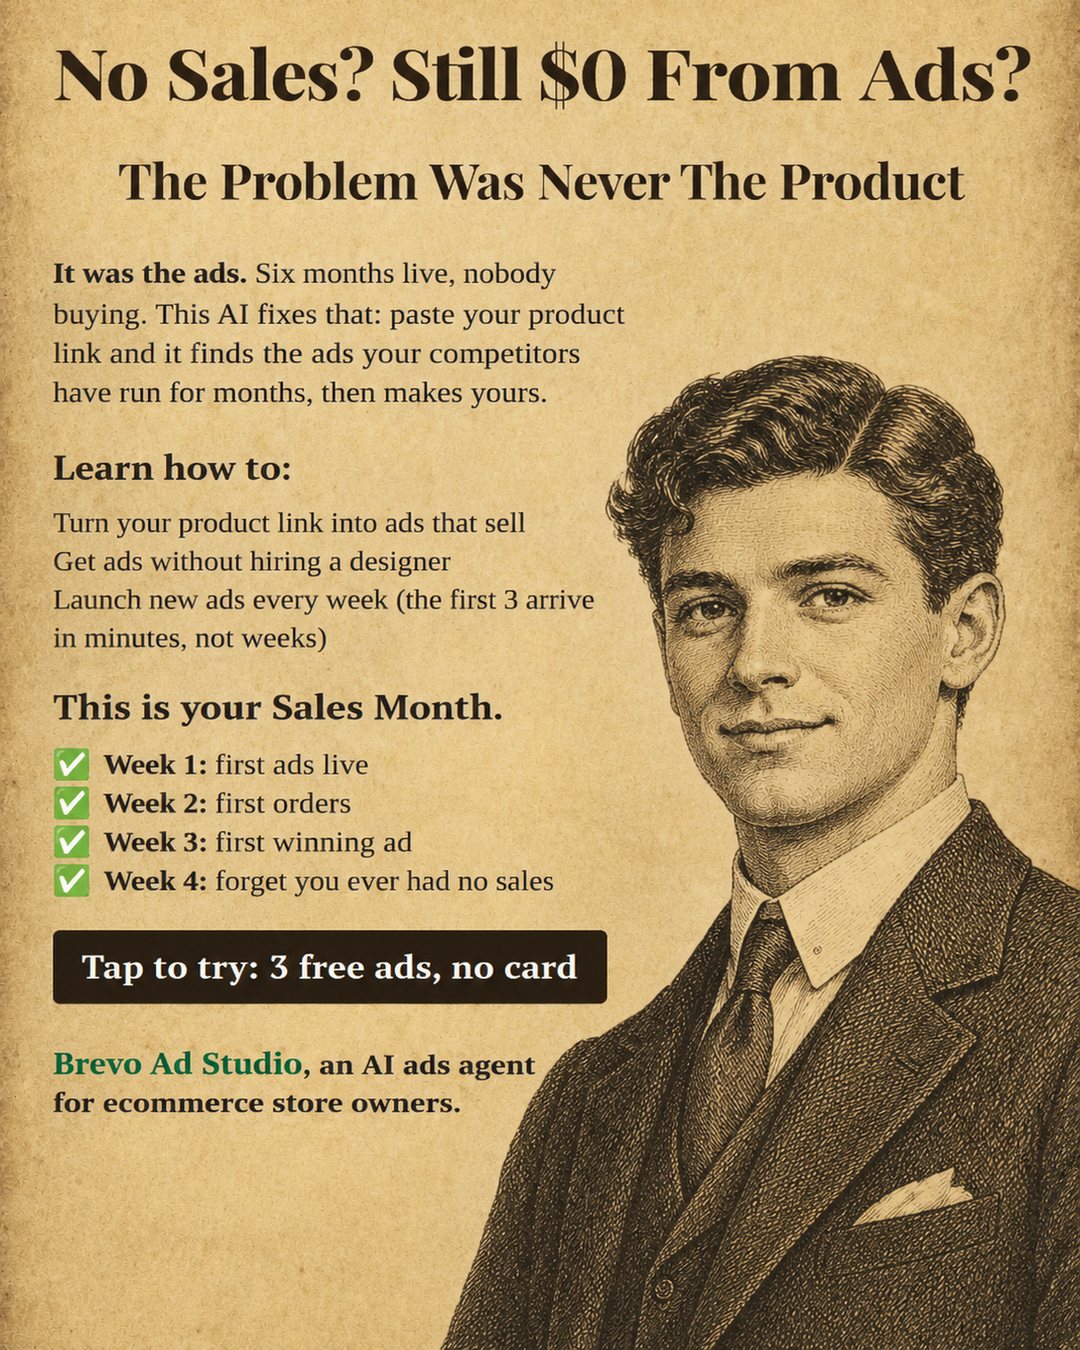 No Sales? Still $0 From Ads?
The Problem Was Never The Product
It was the ads. Six months live, nobody
buying. This AI fixes that: paste your product
link and it finds the ads your competitors
have run for months, then makes yours.
Learn how to:
Turn your product link into ads that sell
Get ads without hiring a designer
Launch new ads every week (the first 3 arrive
in minutes, not weeks)
This is your Sales Month.
✅ Week 1: first ads live
✅ Week 2: first orders
✅ Week 3: first winning ad
✅ Week 4: forget you ever had no sales
Tap to try: 3 free ads, no card
Brevo Ad Studio, an AI ads agent
for ecommerce store owners.